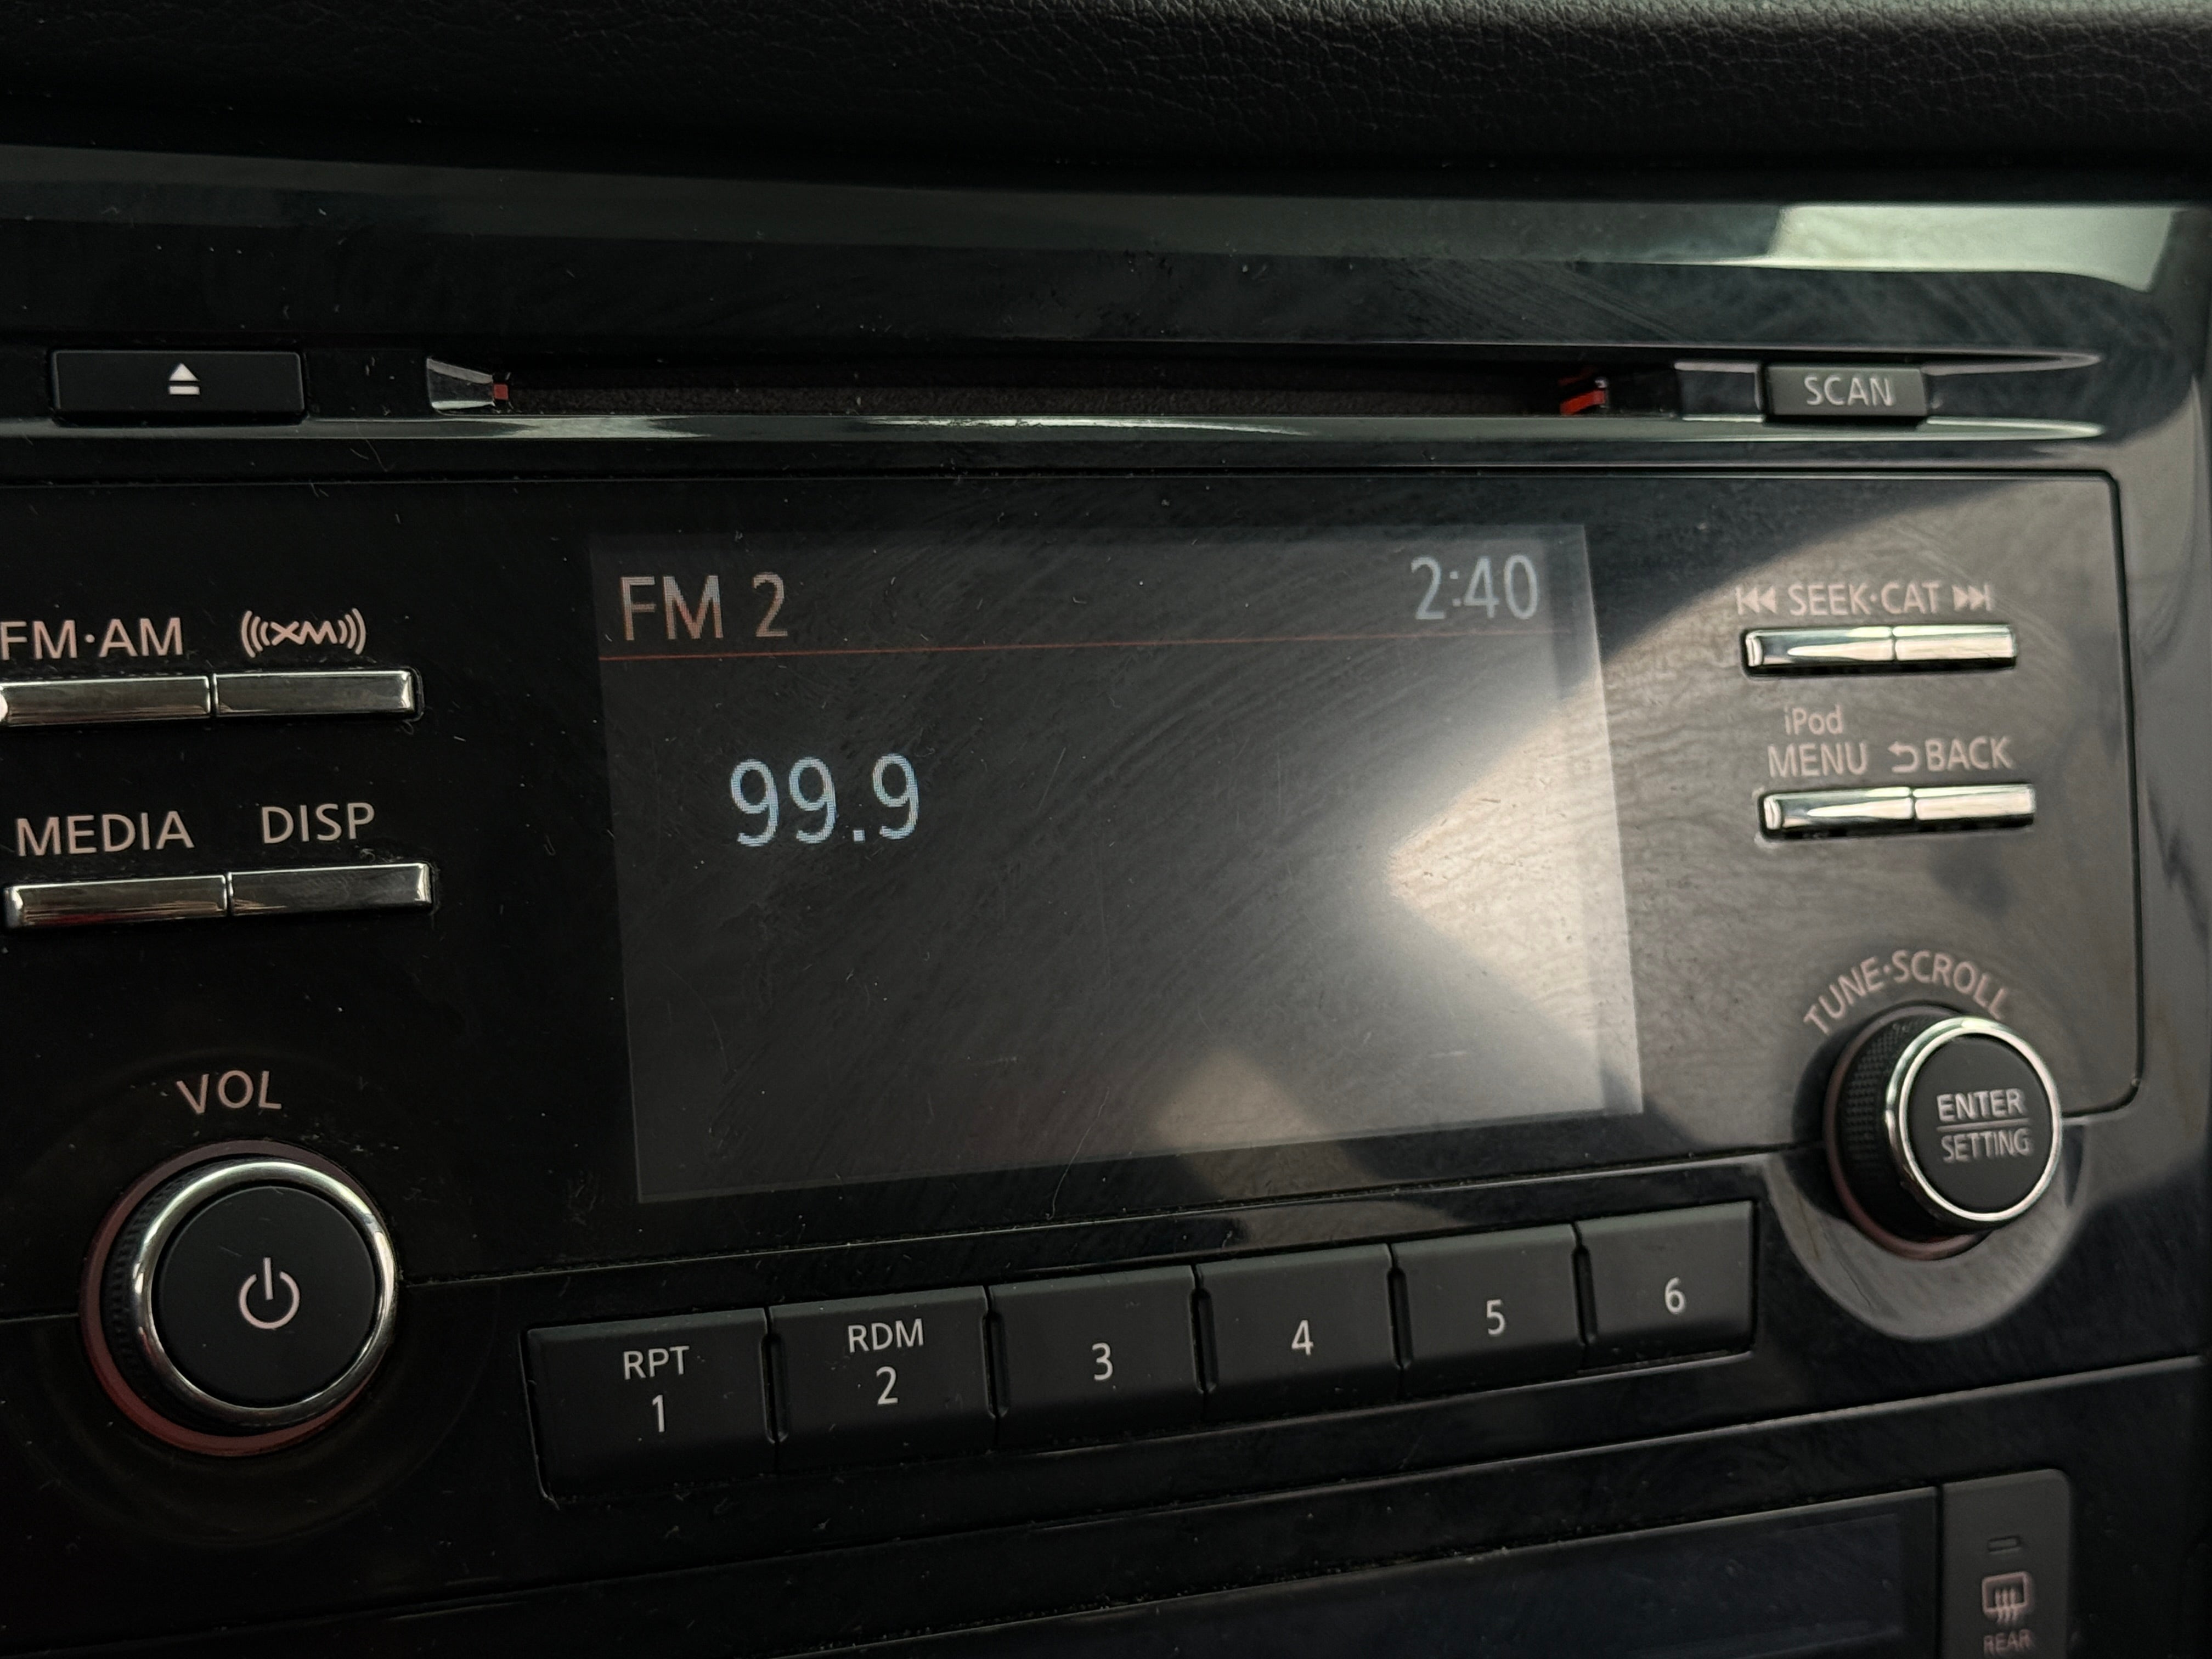 SCAN
FM 2 2:40
99.9
FM·AM XM
MEDIA DISP
VOL
SEEK·CAT
iPod
MENU BACK
TUNE·SCROLL
ENTER
SETTING
RPT
1
RDM
2
3
4
5
6
REAR